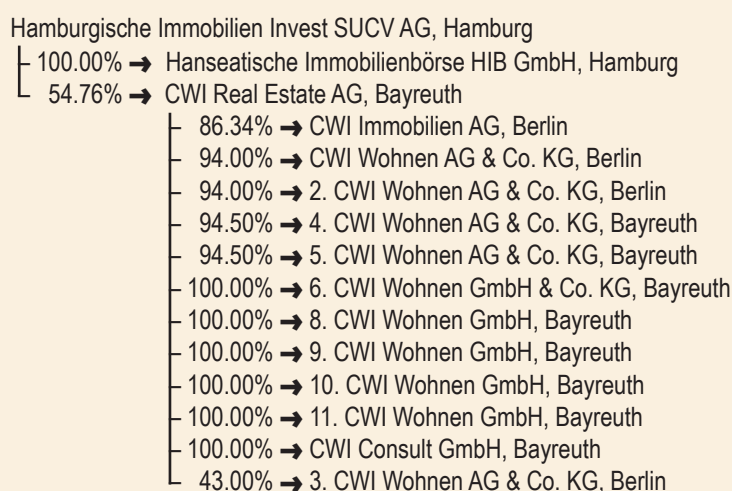 Hamburgische Immobilien Invest SUCV AG, Hamburg
100.00% → Hanseatische Immobilienbörse HIB GmbH, Hamburg
54.76% → CWI Real Estate AG, Bayreuth
86.34% → CWI Immobilien AG, Berlin
94.00% → CWI Wohnen AG & Co. KG, Berlin
94.00% → 2. CWI Wohnen AG & Co. KG, Berlin
94.50% → 4. CWI Wohnen AG & Co. KG, Bayreuth
94.50% → 5. CWI Wohnen AG & Co. KG, Bayreuth
100.00% → 6. CWI Wohnen GmbH & Co. KG, Bayreuth
100.00% → 8. CWI Wohnen GmbH, Bayreuth
100.00% → 9. CWI Wohnen GmbH, Bayreuth
100.00% → 10. CWI Wohnen GmbH, Bayreuth
100.00% → 11. CWI Wohnen GmbH, Bayreuth
100.00% → CWI Consult GmbH, Bayreuth
43.00% → 3. CWI Wohnen AG & Co. KG, Berlin